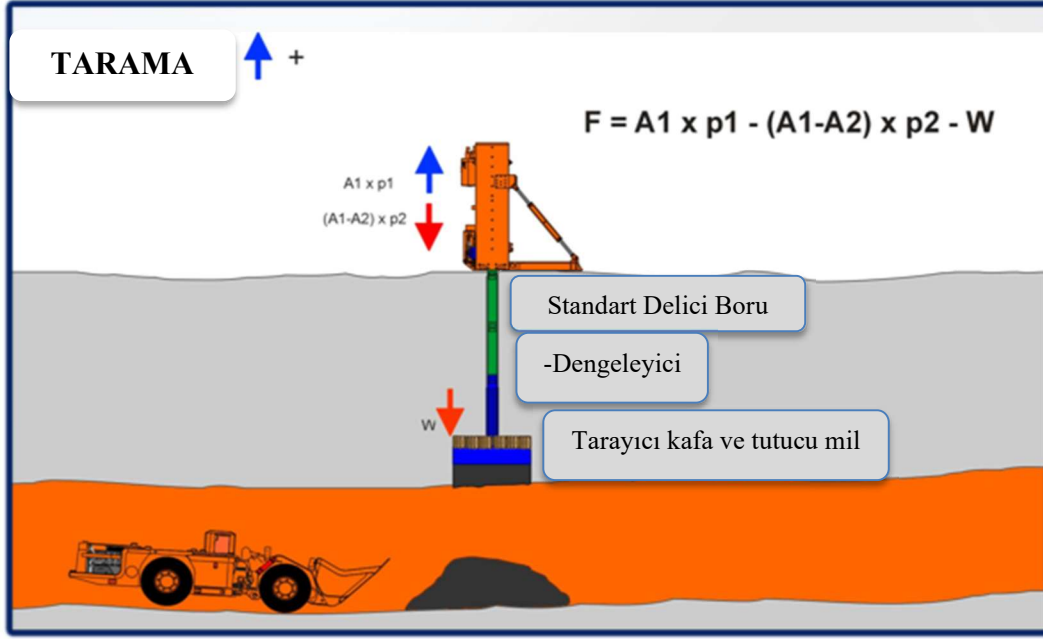 TARAMA
+
F = A1 x p1 - (A1-A2) x p2 - W
A1 x p1
(A1-A2) x p2
Standart Delici Boru
-Dengeleyici
W
Tarayıcı kafa ve tutucu mil